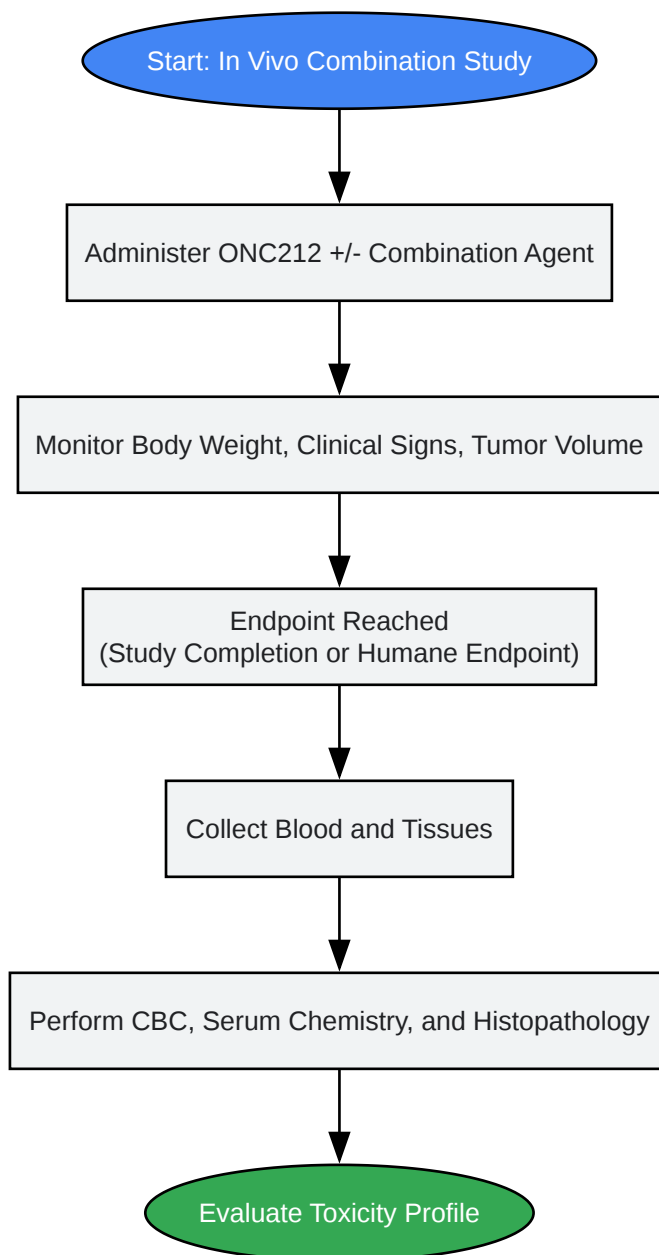 Start: In Vivo Combination Study
Administer ONC212 +/- Combination Agent
Monitor Body Weight, Clinical Signs, Tumor Volume
Endpoint Reached
(Study Completion or Humane Endpoint)
Collect Blood and Tissues
Perform CBC, Serum Chemistry, and Histopathology
Evaluate Toxicity Profile